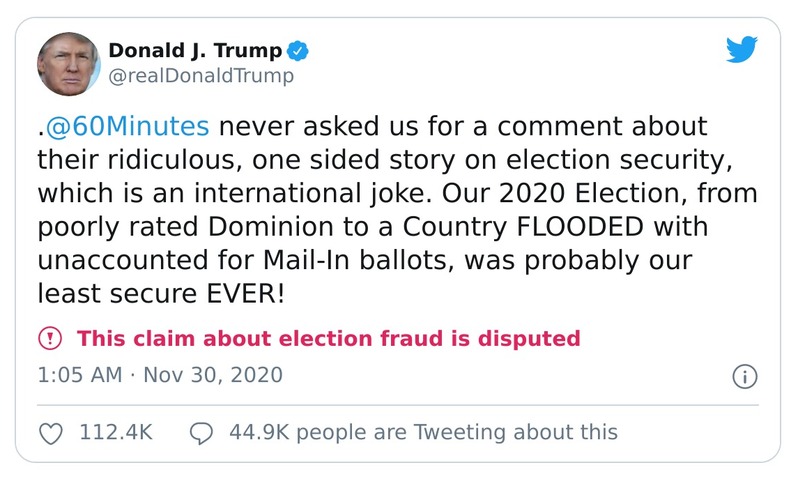 Donald J. Trump
@realDonaldTrump
.@60Minutes never asked us for a comment about
their ridiculous, one sided story on election security,
which is an international joke. Our 2020 Election, from
poorly rated Dominion to a Country FLOODED with
unaccounted for Mail-In ballots, was probably our
least secure EVER!
This claim about election fraud is disputed
1:05 AM · Nov 30, 2020
112.4K 44.9K people are Tweeting about this